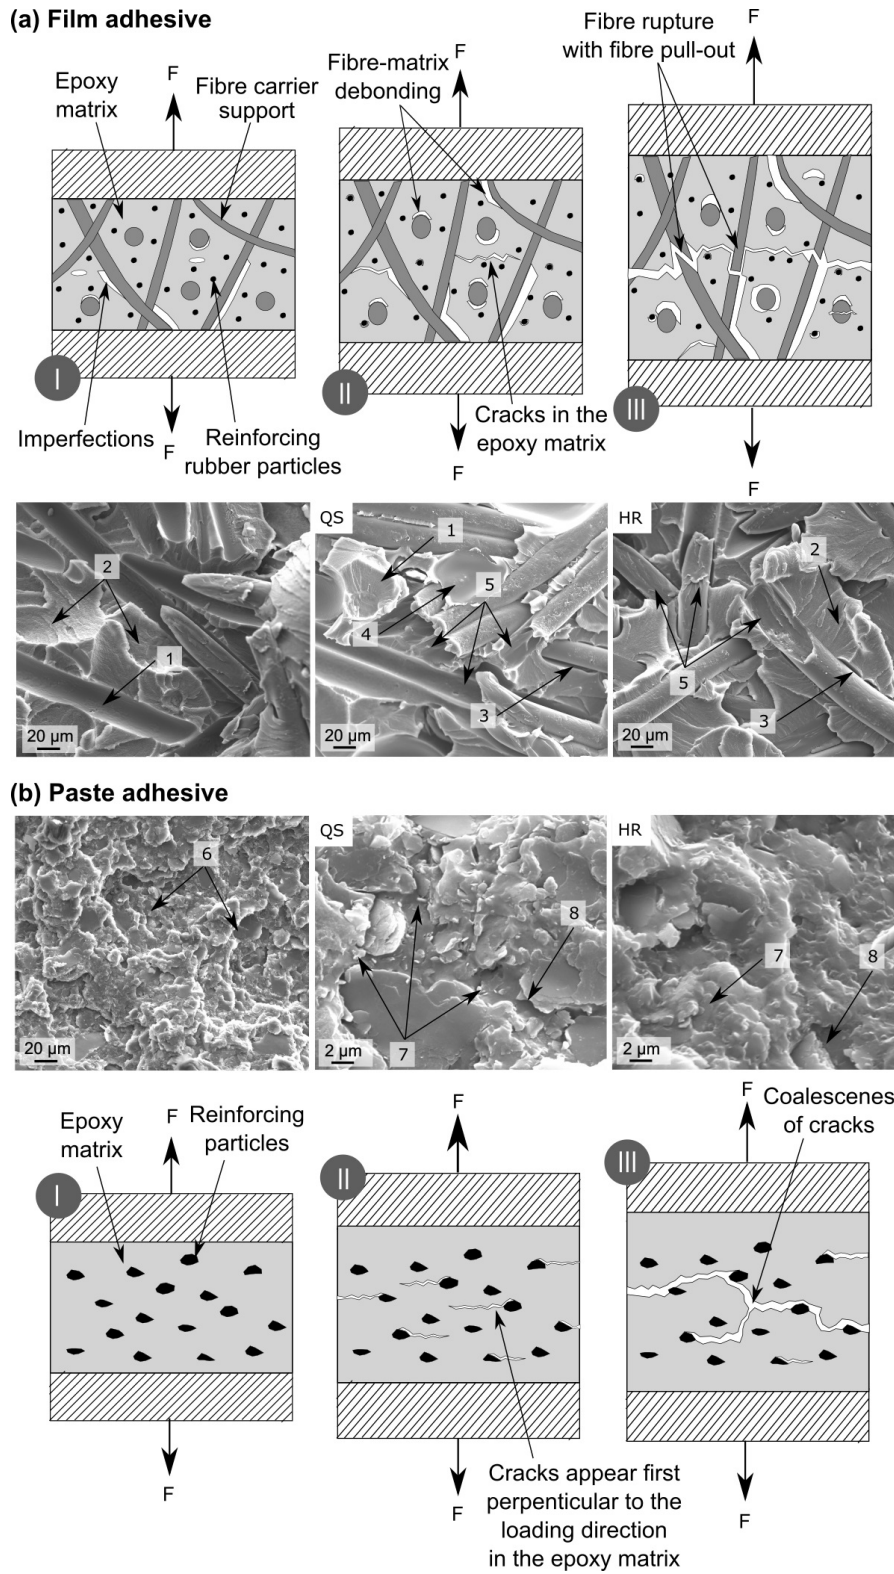 (a) Film adhesive
Epoxy
matrix
F
Fibre carrier
support
Fibre-matrix
debonding
F
Fibre rupture
with fibre pull-out
F
I
II
III
Imperfections
F
Reinforcing
rubber particles
F
Cracks in the
epoxy matrix
F
2
1
20 µm
QS
1
5
4
3
20 µm
HR
2
5
3
20 µm
(b) Paste adhesive
6
20 µm
QS
8
7
2 µm
HR
7
8
2 µm
Epoxy
matrix
F
Reinforcing
particles
F
F
Coalescenes
of cracks
I
II
III
F
F
F
Cracks appear first
perpenticular to the
loading direction
in the epoxy matrix